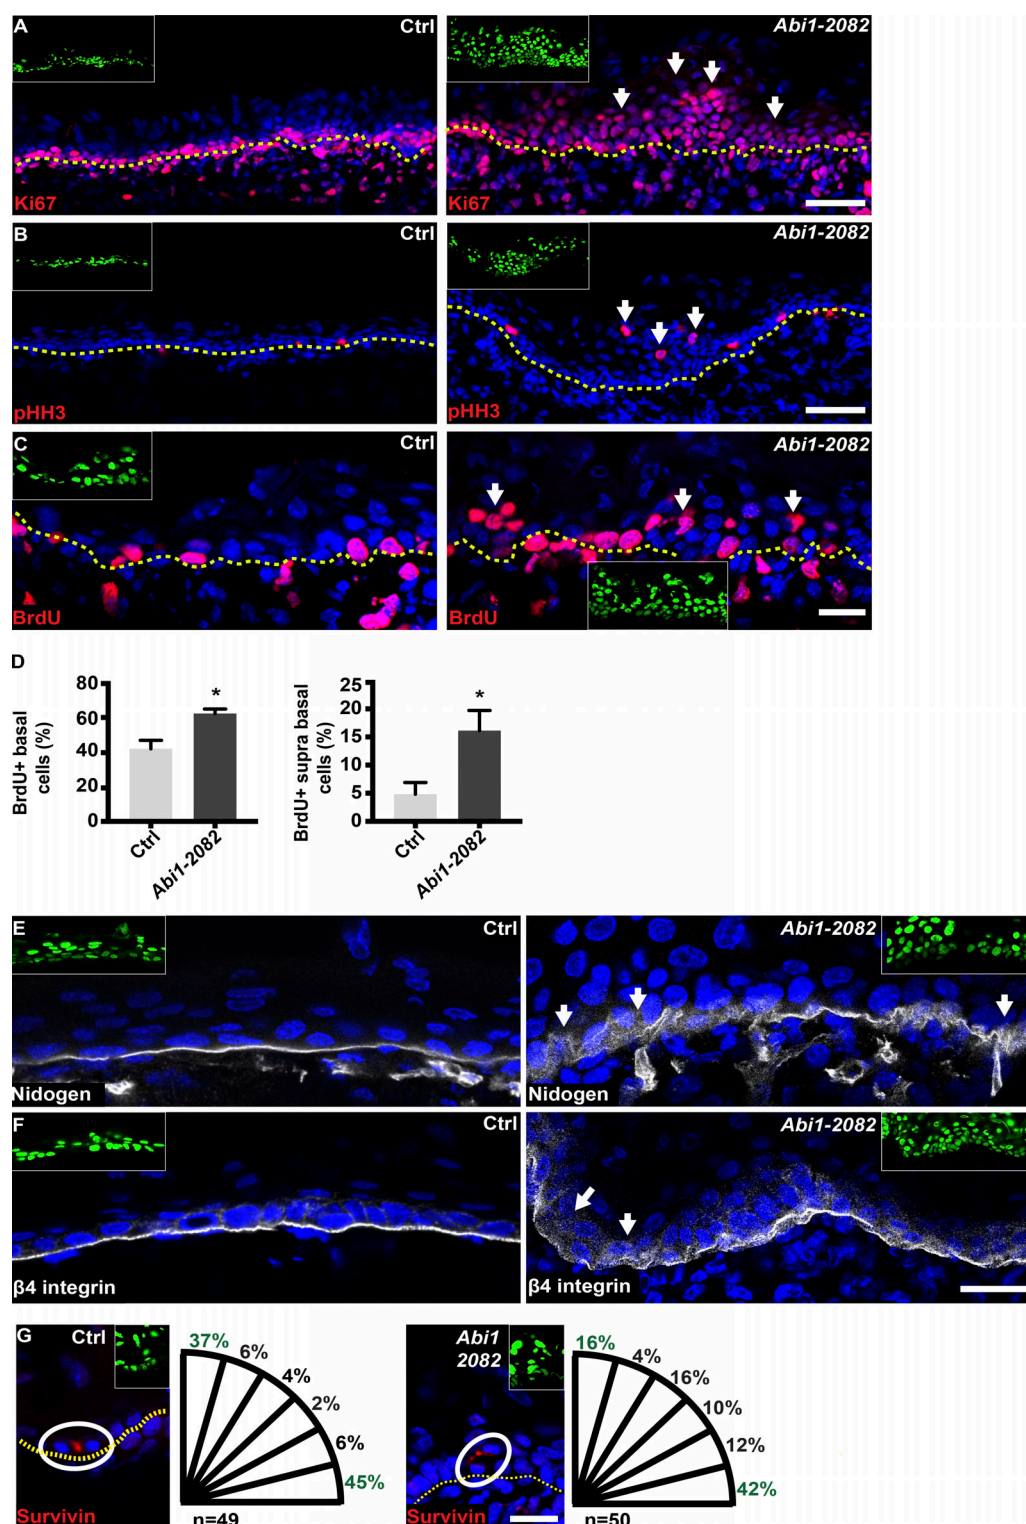 A Ctrl Abi1-2082
Ki67 Ki67
B Ctrl Abi1-2082
pHH3 pHH3
C Ctrl Abi1-2082
BrdU BrdU
D
BrdU+ basal
cells (%)
80
60
40
20
0
*
Ctrl
Abi1-2082
BrdU+ supra basal
cells (%)
25
20
15
10
5
0
*
Ctrl
Abi1-2082
E Ctrl Abi1-2082
Nidogen Nidogen
F Ctrl Abi1-2082
β4 integrin β4 integrin
G Ctrl
Survivin
37%
6%
4%
2%
6%
45%
n=49
Abi1
2082
Survivin
16%
4%
16%
10%
12%
42%
n=50